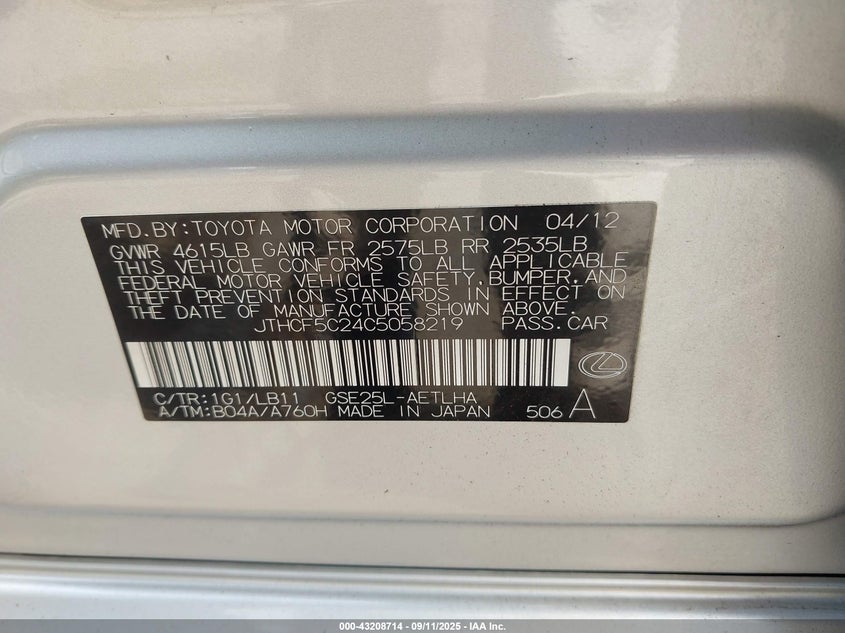 MFD.BY:TOYOTA MOTOR CORPORATION 04/12
GVWR 4615LB GAWR FR 2575LB RR 2535LB
THIS VEHICLE CONFORMS TO ALL APPLICABLE
FEDERAL MOTOR VEHICLE SAFETY,BUMPER,AND
THEFT PREVENTION STANDARDS IN EFFECT ON
THE DATE OF MANUFACTURE SHOWN ABOVE.
JTHCF5C24C5058219 PASS.CAR
C/TR:1G1/LB11 GSE25L-AETLHA
A/TM:B04A/A760H MADE IN JAPAN 506 A
000-43208714 - 09/11/2025 - IAA Inc.